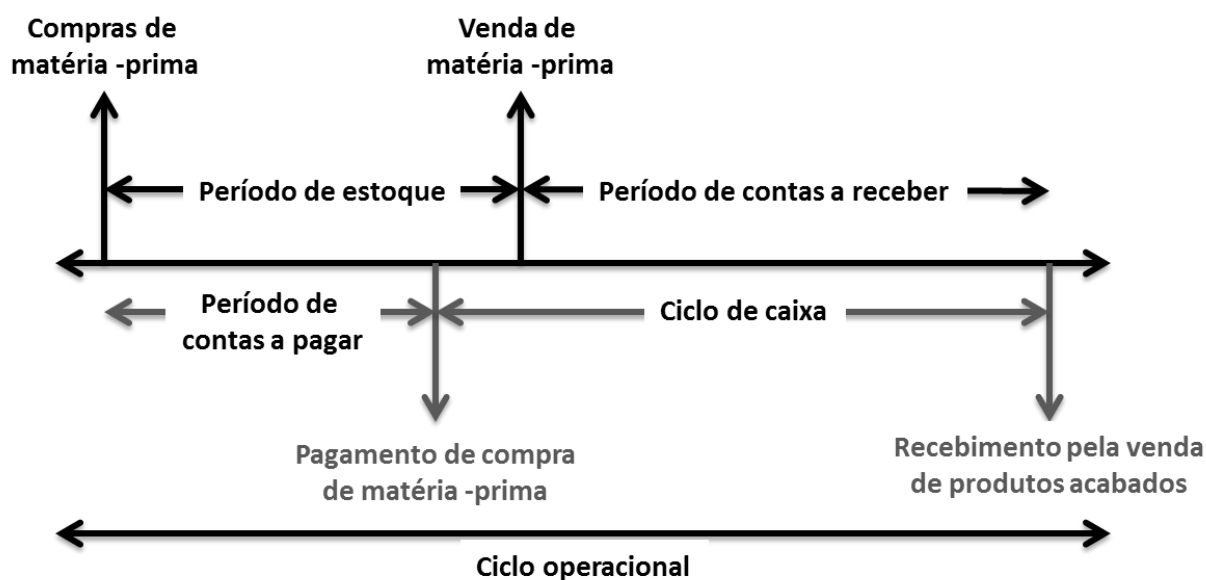 Compras de
matéria -prima
Venda de
matéria -prima
Período de estoque
Período de contas a receber
Período de
contas a pagar
Ciclo de caixa
Pagamento de compra
de matéria -prima
Recebimento pela venda
de produtos acabados
Ciclo operacional